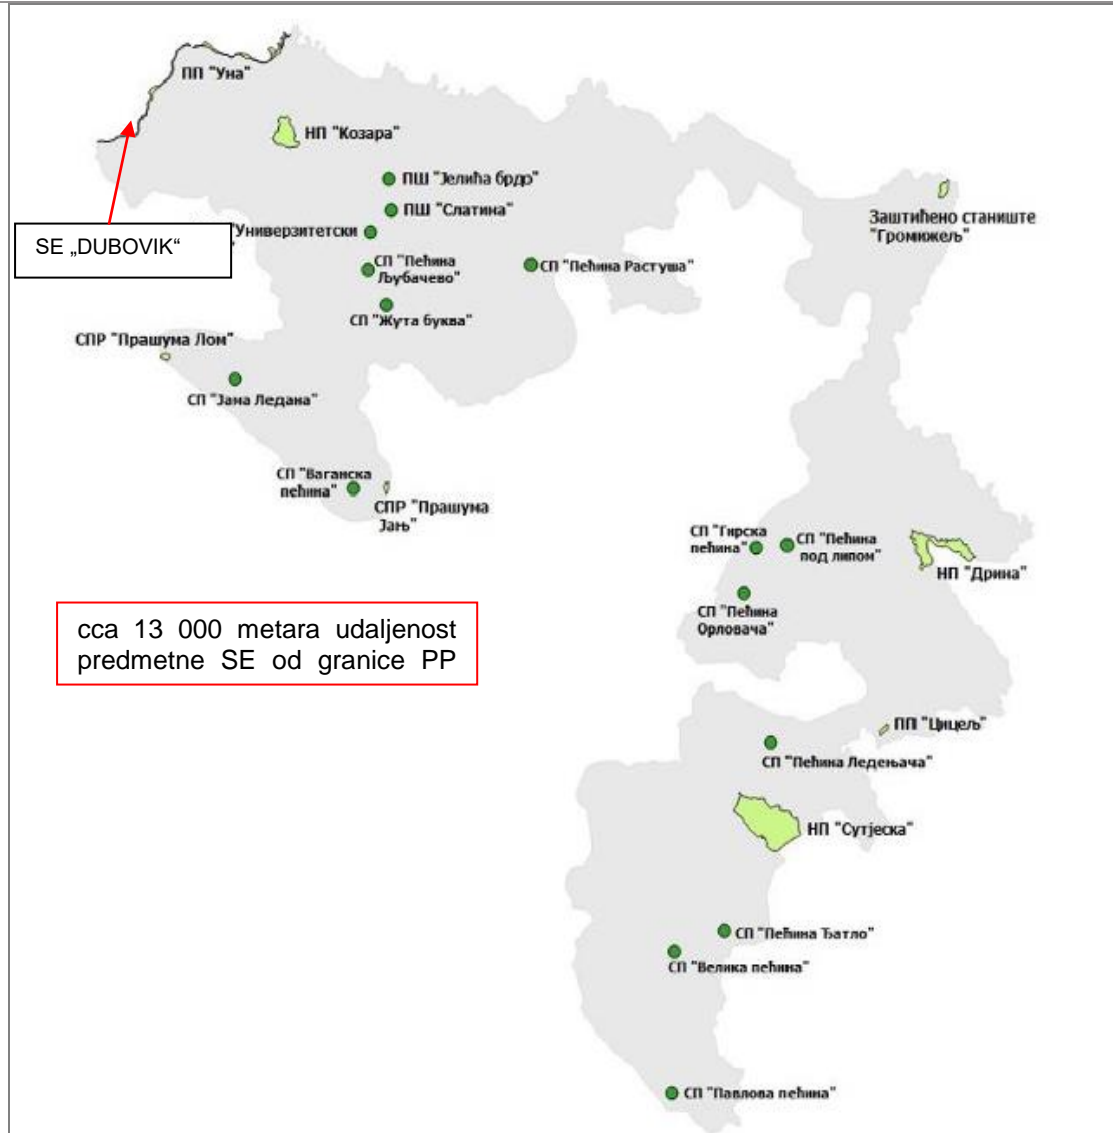 ПП "Уна"
НП "Козара"
ПШ "Јелића брдо"
ПШ "Слатина"
SE „DUBOVIK“
"Универзитетски
Заштићено станиште
"Громижељ"
СП "Пећина
Љубачево"
СП "Пећина Растуша"
СП "Жута буква"
СПР "Прашума Лом"
СП "Јама Ледана"
СП "Ваганска
пећина"
СПР "Прашума
Јањ"
СП "Гирска
пећина"
СП "Пећина
под липом"
НП "Дрина"
СП "Пећина
Орловача"
cca 13 000 metara udaljenost
predmetne SE od granice PP
ПП "Цицељ"
СП "Пећина Ледењача"
НП "Сутјеска"
СП "Пећина Ђатло"
СП "Велика пећина"
СП "Павлова пећина"